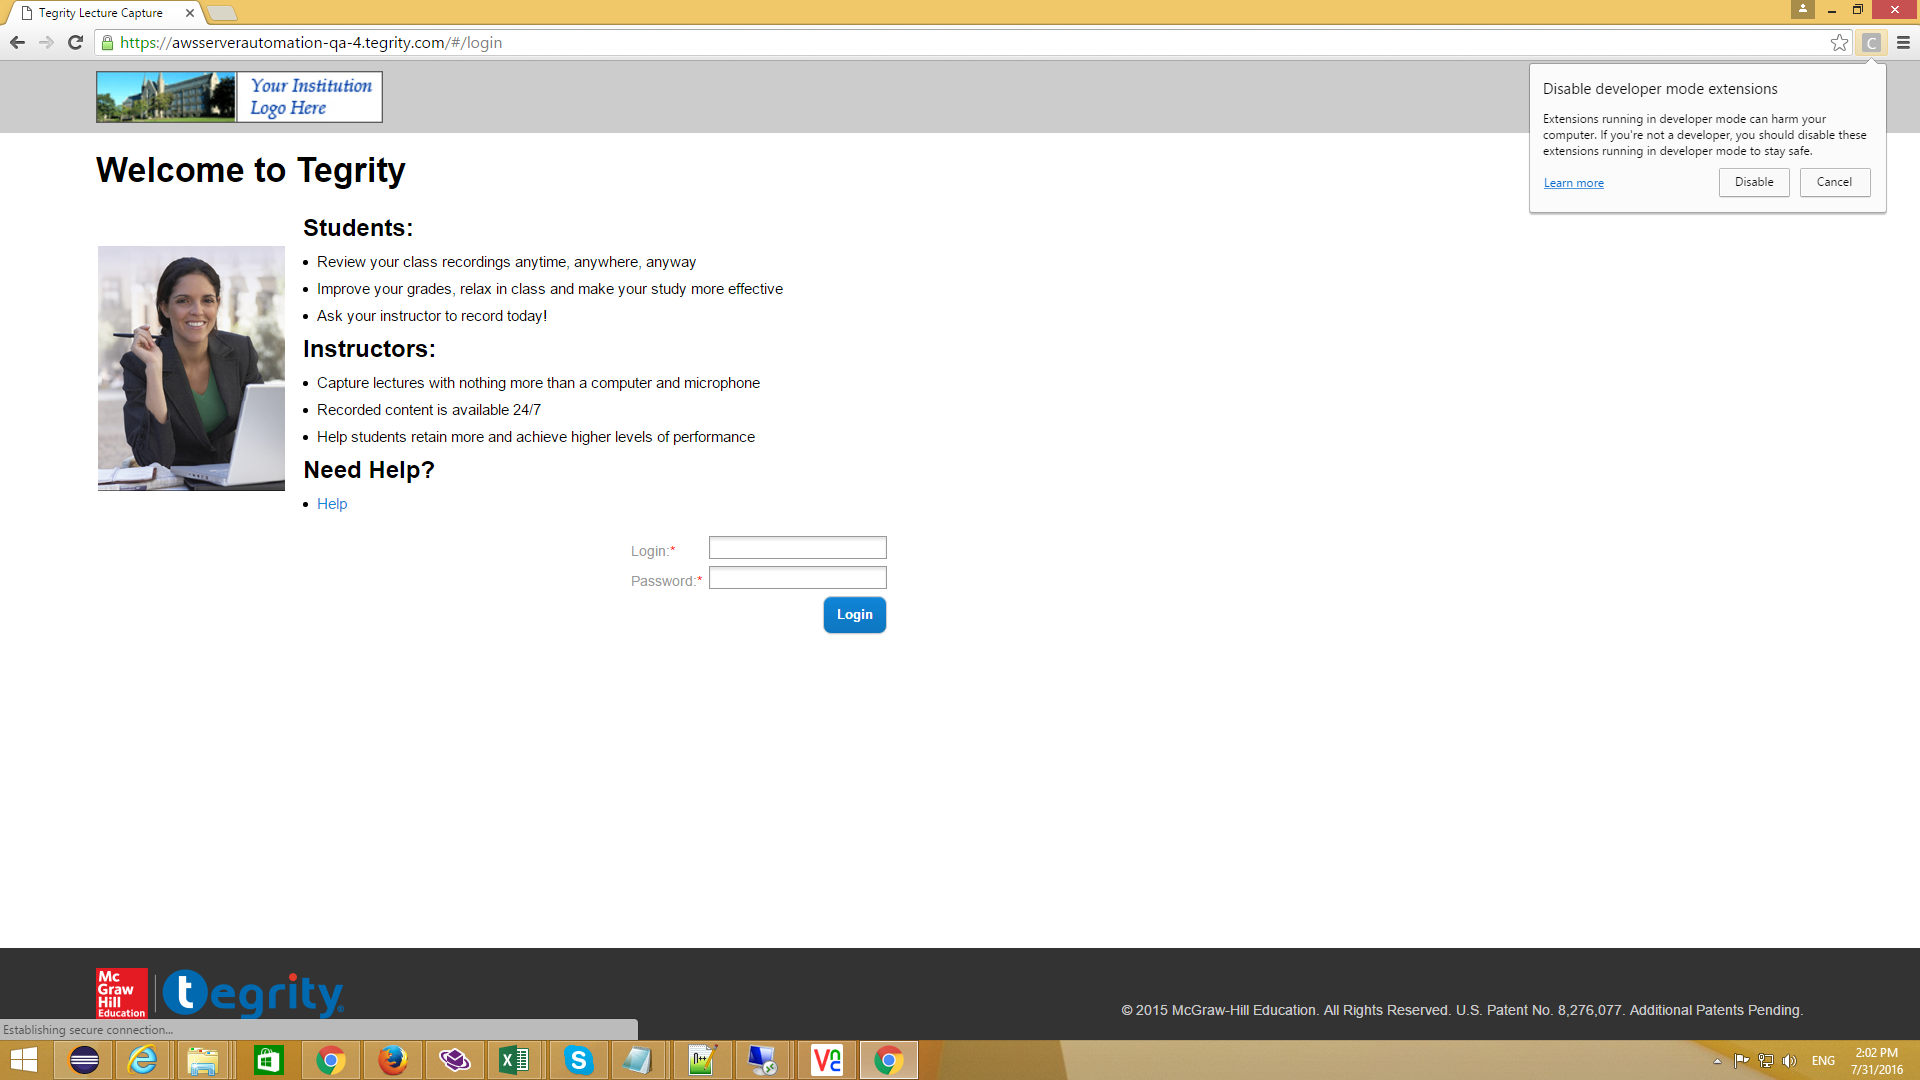 Tegrity Lecture Capture
https://awsserverautomation-qa-4.tegrity.com/#/login
C
Your Institution
Logo Here
Disable developer mode extensions
Extensions running in developer mode can harm your
computer. If you're not a developer, you should disable these
extensions running in developer mode to stay safe.
Learn more
Disable
Cancel
Welcome to Tegrity
Students:
Review your class recordings anytime, anywhere, anyway
Improve your grades, relax in class and make your study more effective
Ask your instructor to record today!
Instructors:
Capture lectures with nothing more than a computer and microphone
Recorded content is available 24/7
Help students retain more and achieve higher levels of performance
Need Help?
Help
Login:*
Password:*
Login
Mc
Graw
Hill
Education
tegrity
© 2015 McGraw-Hill Education. All Rights Reserved. U.S. Patent No. 8,276,077. Additional Patents Pending.
Establishing secure connection...
VNC
ENG
2:02 PM
7/31/2016